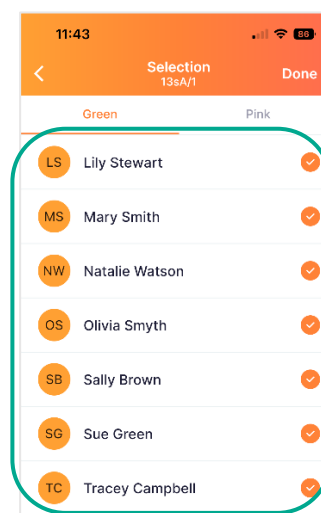 11:43 86
Selection
13sA/1
Done
Green Pink
LS Lily Stewart
MS Mary Smith
NW Natalie Watson
OS Olivia Smyth
SB Sally Brown
SG Sue Green
TC Tracey Campbell